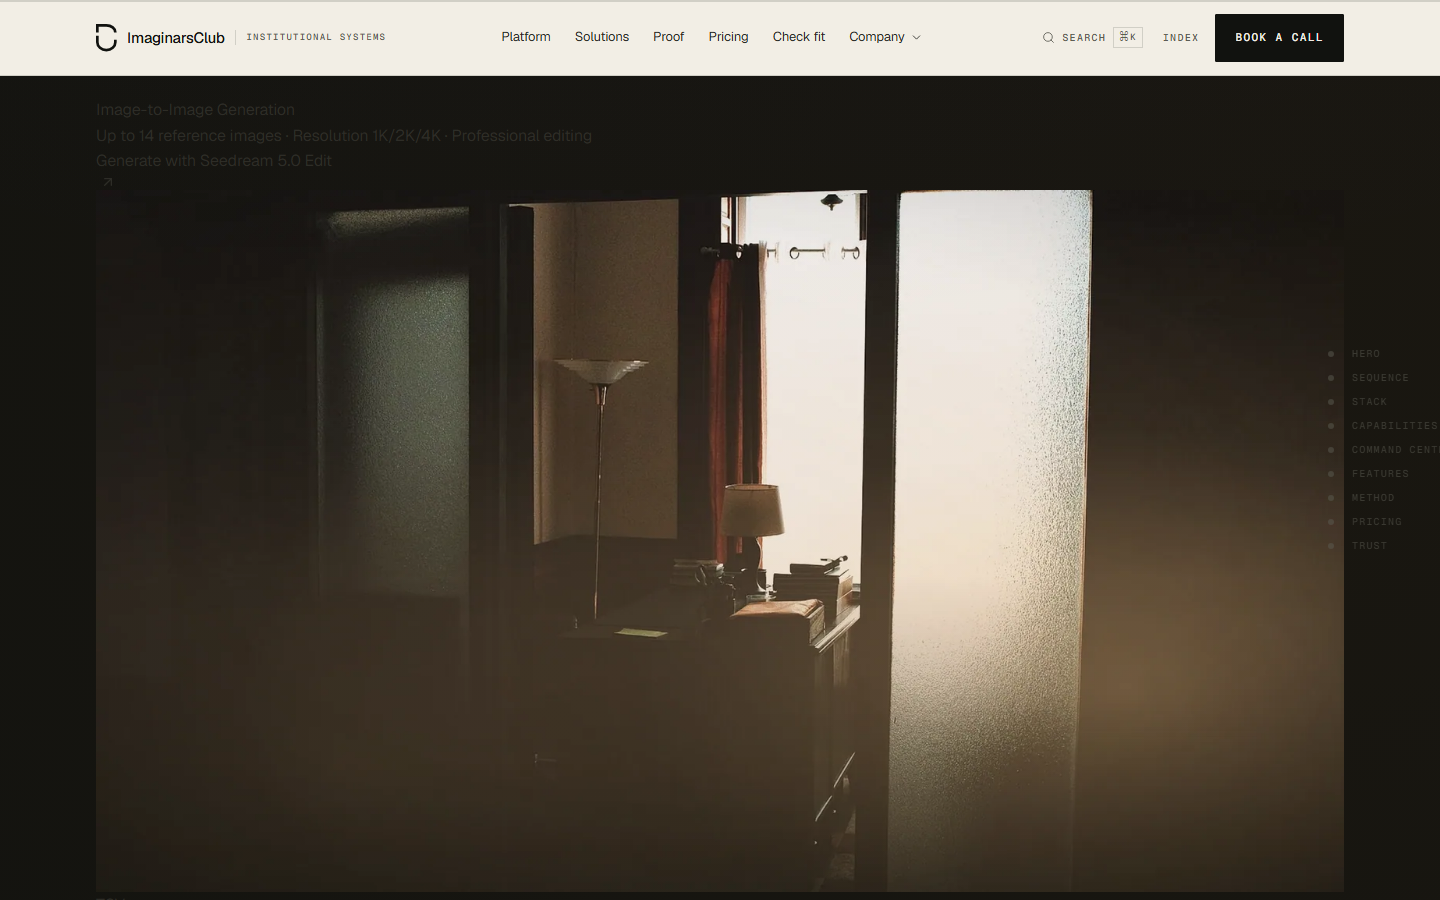 ImaginarsClub INSTITUTIONAL SYSTEMS Platform Solutions Proof Pricing Check fit Company SEARCH ⌘K INDEX BOOK A CALL
Image-to-Image Generation
Up to 14 reference images · Resolution 1K/2K/4K · Professional editing
Generate with Seedream 5.0 Edit
HERO
SEQUENCE
STACK
CAPABILITIES
COMMAND
FEATURES
METHOD
PRICING
TRUST